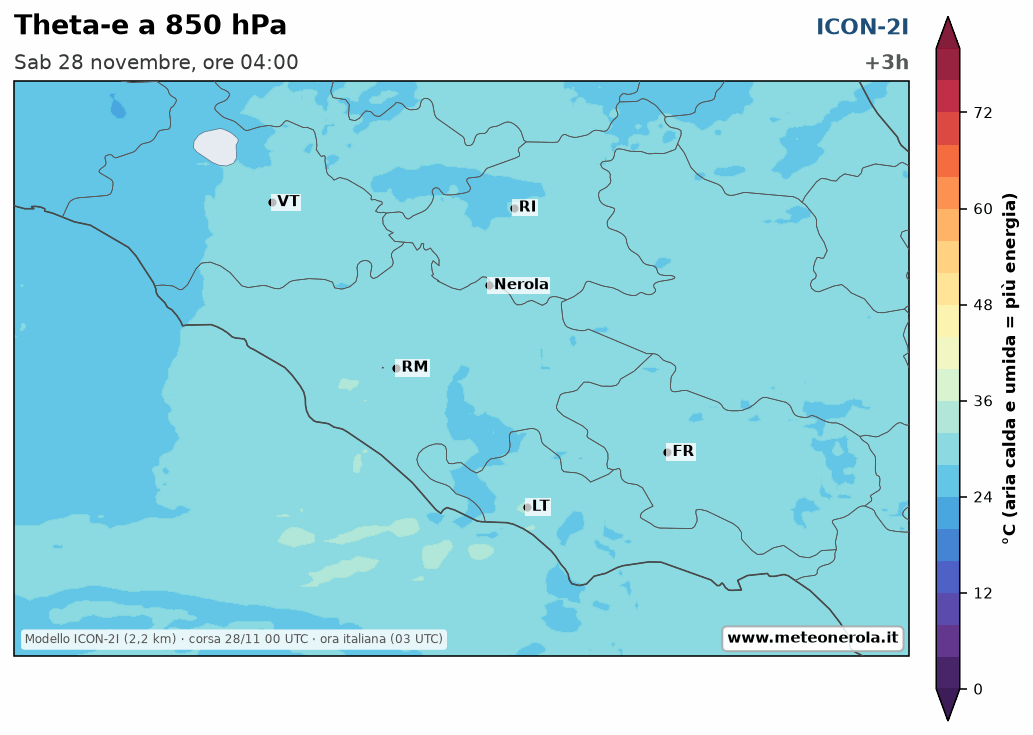 Theta-e a 850 hPa
ICON-2I
Sab 28 novembre, ore 04:00
+3h
VT
RI
Nerola
RM
FR
LT
72
60
48
36
24
12
0
°C (aria calda e umida = più energia)
Modello ICON-2I (2,2 km) · corsa 28/11 00 UTC · ora italiana (03 UTC)
www.meteonerola.it